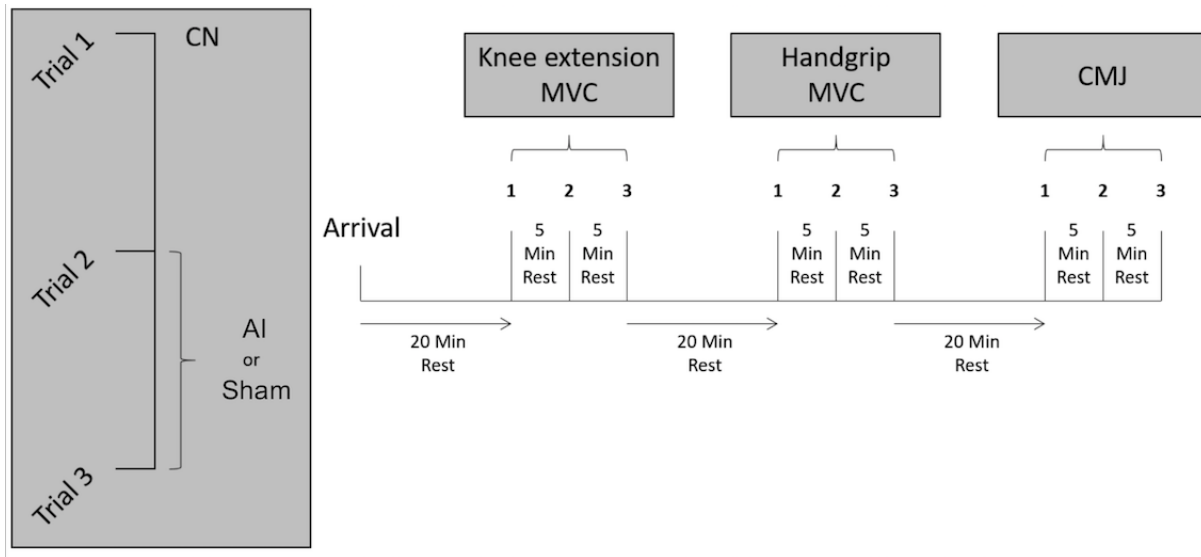 Trial 1
CN
Trial 2
AI
or
Sham
Trial 3
Arrival
Knee extension
MVC
1 2 3
5 5
Min Min
Rest Rest
Handgrip
MVC
1 2 3
5 5
Min Min
Rest Rest
CMJ
1 2 3
5 5
Min Min
Rest Rest
20 Min
Rest
20 Min
Rest
20 Min
Rest